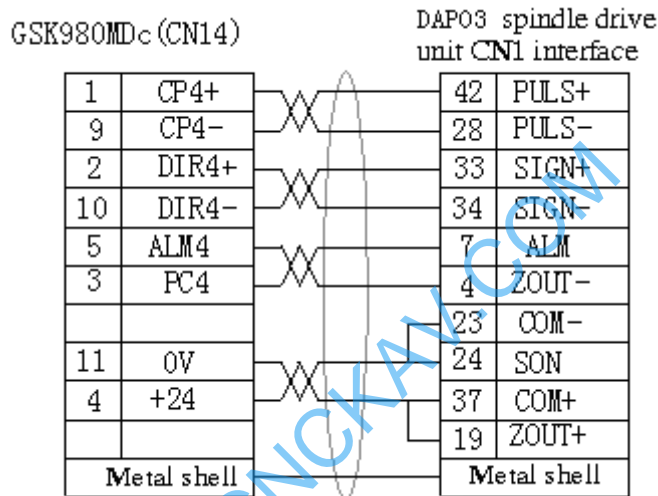 GSK980MDc(CN14)
DAP03 spindle drive
unit CN1 interface
1 CP4+ 42 PULS+
9 CP4- 28 PULS-
2 DIR4+ 33 SIGN+
10 DIR4- 34 SIGN-
5 ALM4 7 ALM
3 PC4 4 ZOUT-
23 COM-
11 0V 24 SON
4 +24 37 COM+
19 ZOUT+
Metal shell Metal shell